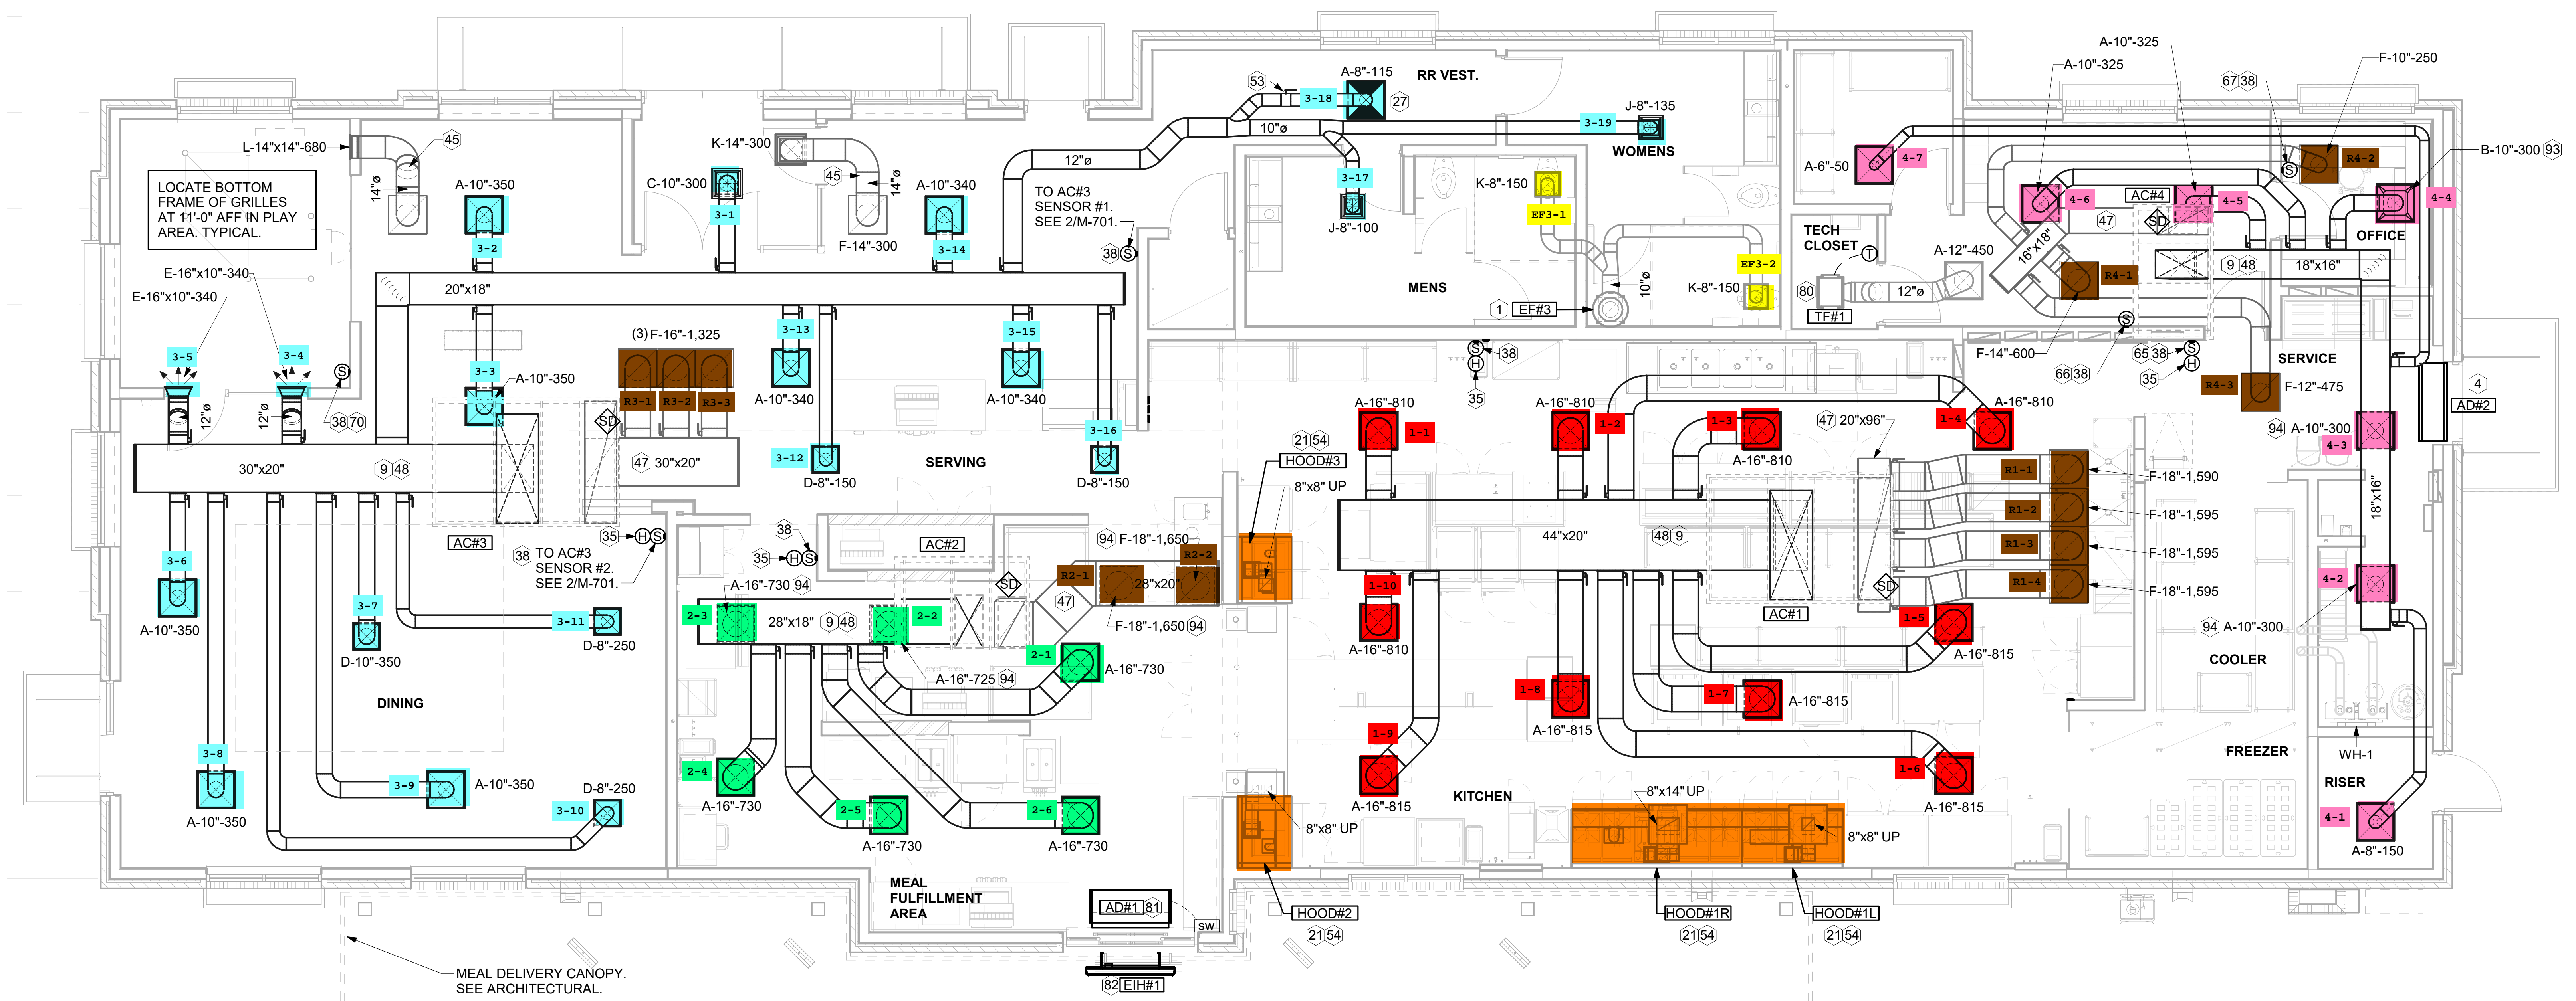 A-10"-325
A-10"-325
F-10"-250
67 38
A-8"-115
RR VEST.
53
3-18
27
J-8"-135
10"ø
3-19
WOMENS
L-14"x14"-680
45
K-14"-300
B-10"-300 93
12"ø
A-6"-50
4-7
R4-2
LOCATE BOTTOM
FRAME OF GRILLES
AT 11'-0" AFF IN PLAY
AREA. TYPICAL.
14"ø
A-10"-350
C-10"-300
45
14"ø
A-10"-340
TO AC#3
SENSOR #1.
SEE 2/M-701.
3-17
K-8"-150
AC#4
4-6
4-5
4-4
3-1
EF3-1
47
SD
F-14"-300
J-8"-100
TECH
CLOSET
OFFICE
3-2
3-14
38 S
T
A-12"-450
16"x18"
EF3-2
E-16"x10"-340
9 48
18"x16"
R4-1
20"x18"
MENS
10"ø
K-8"-150
80
12"ø
E-16"x10"-340
1
EF#3
TF#1
3-13
3-15
(3) F-16"-1,325
S
38
F-14"-600
S
65 38
S
3-5
3-4
SERVICE
H
35
66 38
35
H
S
3-3
A-10"-350
R4-3
F-12"-475
4
AD#2
38 70
A-10"-340
A-10"-340
R3-1
R3-2
R3-3
A-16"-810
A-16"-810
A-16"-810
12"ø
12"ø
SD
1-1
1-2
1-3
1-4
94 A-10"-300
47 20"x96"
4-3
3-16
21 54
HOOD#3
A-16"-810
30"x20"
9 48
47 30"x20"
3-12
SERVING
R1-1
F-18"-1,590
8"x8" UP
D-8"-150
D-8"-150
R1-2
F-18"-1,595
18"x16"
38
35
H S
AC#3
38
TO AC#3
SENSOR #2.
SEE 2/M-701.
44"x20"
48 9
R1-3
F-18"-1,595
AC#2
94 F-18"-1,650
R2-2
35
H S
3-6
R2-1
28"x20"
SD
R1-4
F-18"-1,595
4-2
A-16"-730 94
1-10
SD
47
3-7
AC#1
2-3
2-2
28"x18"
9 48
1-5
3-11
F-18"-1,650 94
94 A-10"-300
A-10"-350
D-8"-250
A-16"-810
2-1
A-16"-815
D-10"-350
A-16"-730
COOLER
A-16"-725 94
1-8
1-7
A-16"-815
DINING
A-16"-815
1-9
3-8
FREEZER
WH-1
2-4
1-6
RISER
3-9
A-10"-350
D-8"-250
8"x14" UP
KITCHEN
A-16"-730
A-16"-815
A-16"-815
3-10
2-5
2-6
4-1
A-10"-350
8"x8" UP
8"x8" UP
A-16"-730
A-16"-730
A-8"-150
MEAL
FULFILLMENT
AREA
AD#1 81
HOOD#2
HOOD#1R
HOOD#1L
SW
21 54
21 54
21 54
MEAL DELIVERY CANOPY.
SEE ARCHITECTURAL.
82 EIH#1